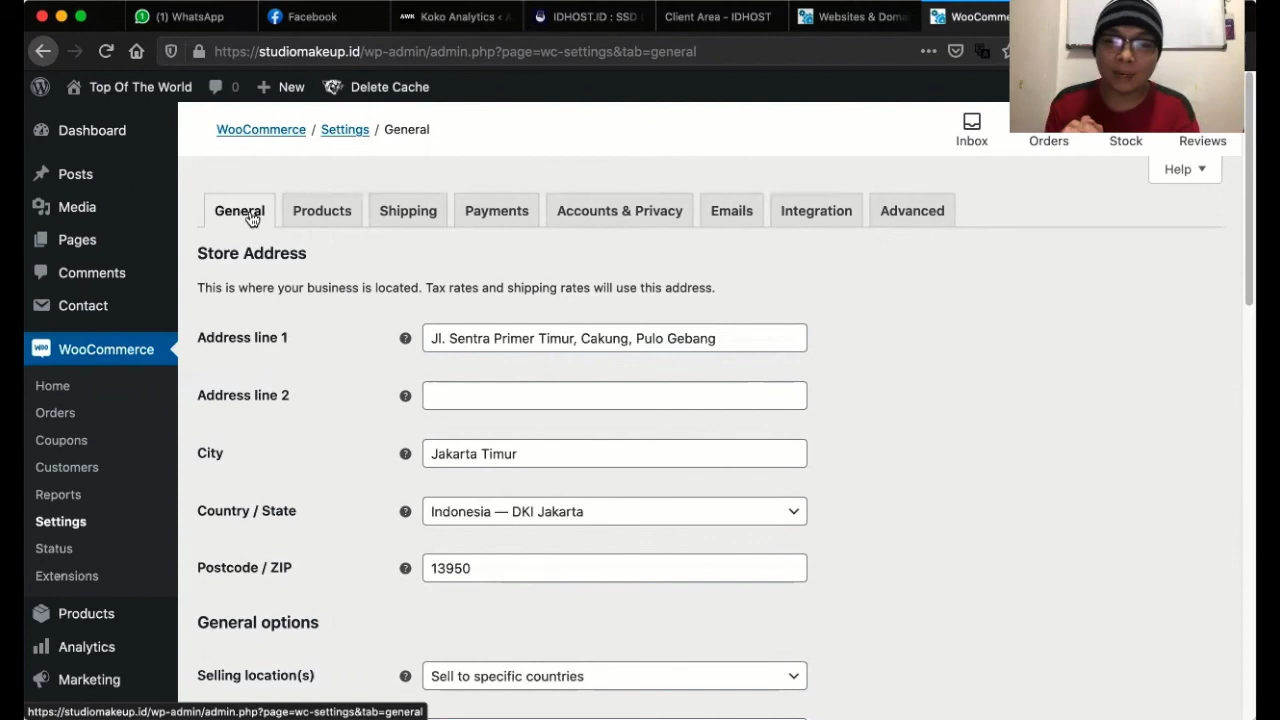 (1) WhatsApp
Facebook
AWK Koko Analytics ‹
IDHOST.ID : SSD
Client Area - IDHOST
Websites & Doma
WooComme
https://studiomakeup.id/wp-admin/admin.php?page=wc-settings&tab=general
Top Of The World
0
New
Delete Cache
Dashboard
Posts
Media
Pages
Comments
Contact
WOO
WooCommerce
Home
Orders
Coupons
Customers
Reports
Settings
Status
Extensions
Products
Analytics
Marketing
WooCommerce / Settings / General
Inbox
Orders
Stock
Reviews
Help
General
Products
Shipping
Payments
Accounts & Privacy
Emails
Integration
Advanced
Store Address
This is where your business is located. Tax rates and shipping rates will use this address.
Address line 1
Jl. Sentra Primer Timur, Cakung, Pulo Gebang
Address line 2
City
Jakarta Timur
Country / State
Indonesia — DKI Jakarta
Postcode / ZIP
13950
General options
Selling location(s)
Sell to specific countries
https://studiomakeup.id/wp-admin/admin.php?page=wc-settings&tab=general